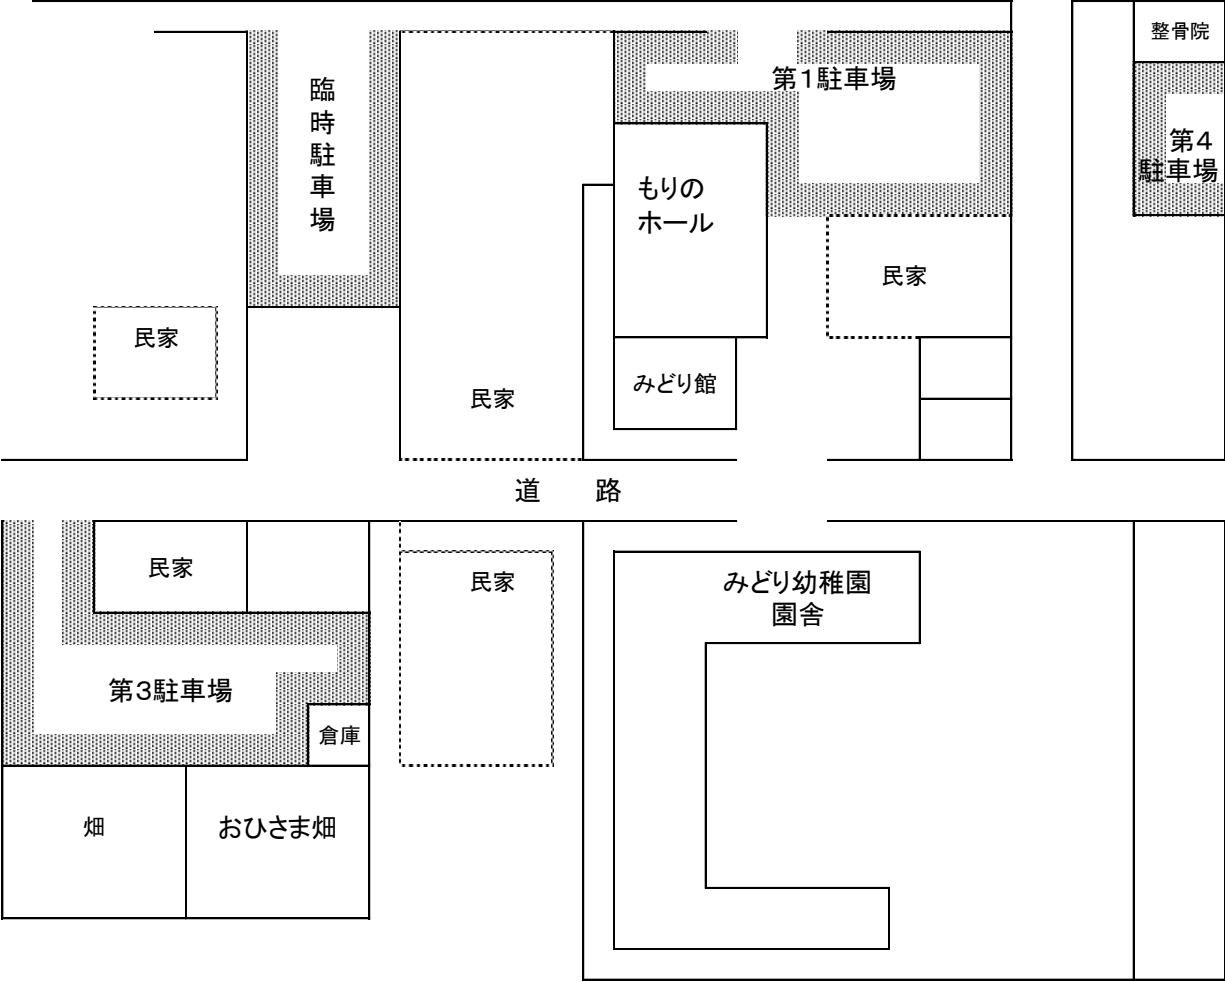 整骨院
臨時駐車場
第1駐車場
第4
駐車場
もりの
ホール
民家
民家
みどり館
民家
道　路
民家
民家
みどり幼稚園
園舎
第3駐車場
倉庫
畑
おひさま畑